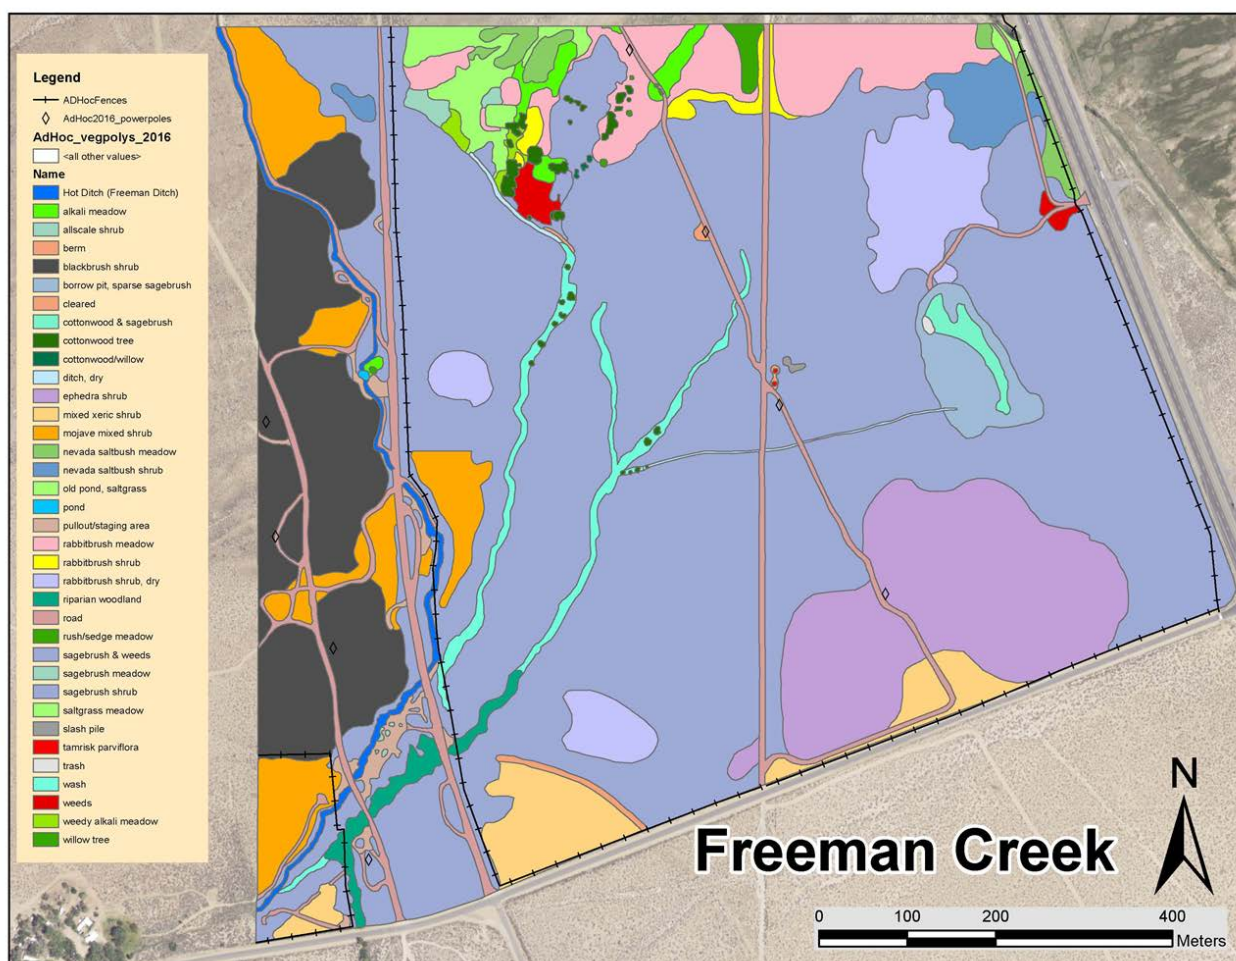 Legend
ADHocFences
AdHoc2016_powerpoles
AdHoc_vegpolys_2016
<all other values>
Name
Hot Ditch (Freeman Ditch)
alkali meadow
allscale shrub
berm
blackbrush shrub
borrow pit, sparse sagebrush
cleared
cottonwood & sagebrush
cottonwood tree
cottonwood/willow
ditch, dry
ephedra shrub
mixed xeric shrub
mojave mixed shrub
nevada saltbush meadow
nevada saltbush shrub
old pond, saltgrass
pond
pullout/staging area
rabbitbrush meadow
rabbitbrush shrub
rabbitbrush shrub, dry
riparian woodland
road
rush/sedge meadow
sagebrush & weeds
sagebrush meadow
sagebrush shrub
saltgrass meadow
slash pile
tamrisk parviflora
trash
wash
weeds
weedy alkali meadow
willow tree
Freeman Creek
N
0 100 200 400
Meters